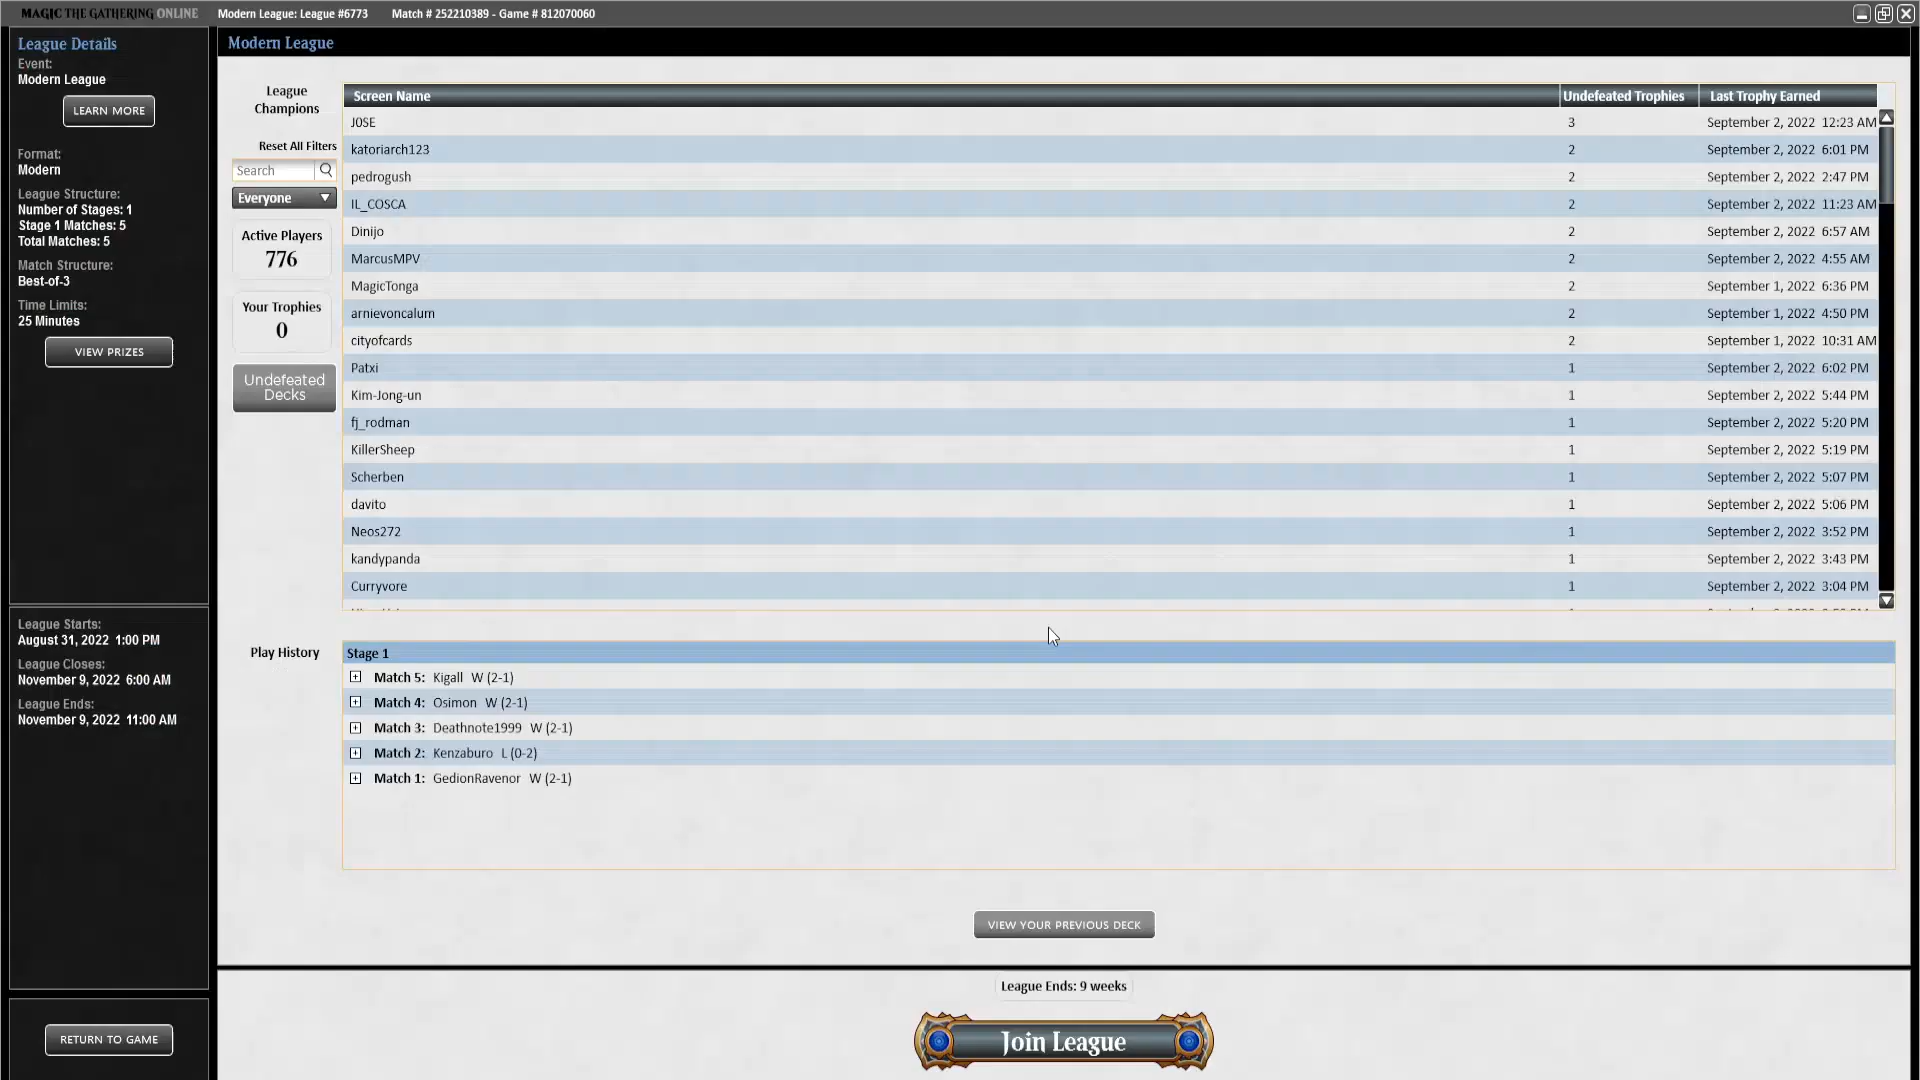 MAGIC THE GATHERING ONLINE
Modern League: League #6773 Match # 252210389 - Game # 812070060
League Details
Event:
Modern League
LEARN MORE
Format:
Modern
League Structure:
Number of Stages: 1
Stage 1 Matches: 5
Total Matches: 5
Match Structure:
Best-of-3
Time Limits:
25 Minutes
VIEW PRIZES
League Starts:
August 31, 2022 1:00 PM
League Closes:
November 9, 2022 6:00 AM
League Ends:
November 9, 2022 11:00 AM
RETURN TO GAME
Modern League
League
Champions
Reset All Filters
Search
Everyone
Active Players
776
Your Trophies
0
Undefeated
Decks
Screen Name Undefeated Trophies Last Trophy Earned
J0SE 3 September 2, 2022 12:23 AM
katoriarch123 2 September 2, 2022 6:01 PM
pedrogush 2 September 2, 2022 2:47 PM
IL_COSCA 2 September 2, 2022 11:23 AM
Dinijo 2 September 2, 2022 6:57 AM
MarcusMPV 2 September 2, 2022 4:55 AM
MagicTonga 2 September 1, 2022 6:36 PM
arnievoncalum 2 September 1, 2022 4:50 PM
cityofcards 2 September 1, 2022 10:31 AM
Patxi 1 September 2, 2022 6:02 PM
Kim-Jong-un 1 September 2, 2022 5:44 PM
fj_rodman 1 September 2, 2022 5:20 PM
KillerSheep 1 September 2, 2022 5:19 PM
Scherben 1 September 2, 2022 5:07 PM
davito 1 September 2, 2022 5:06 PM
Neos272 1 September 2, 2022 3:52 PM
kandypanda 1 September 2, 2022 3:43 PM
Curryvore 1 September 2, 2022 3:04 PM
Play History
Stage 1
Match 5: Kigall W (2-1)
Match 4: Osimon W (2-1)
Match 3: Deathnote1999 W (2-1)
Match 2: Kenzaburo L (0-2)
Match 1: GedionRavenor W (2-1)
VIEW YOUR PREVIOUS DECK
League Ends: 9 weeks
Join League